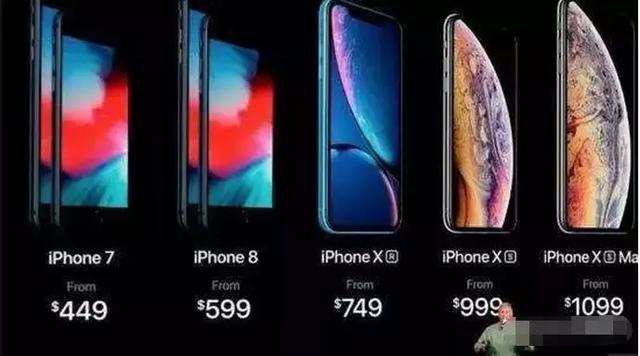 iPhone 7
From
$449
iPhone 8
From
$599
iPhone XR
From
$749
iPhone XS
From
$999
iPhone XS Ma
From
$1099